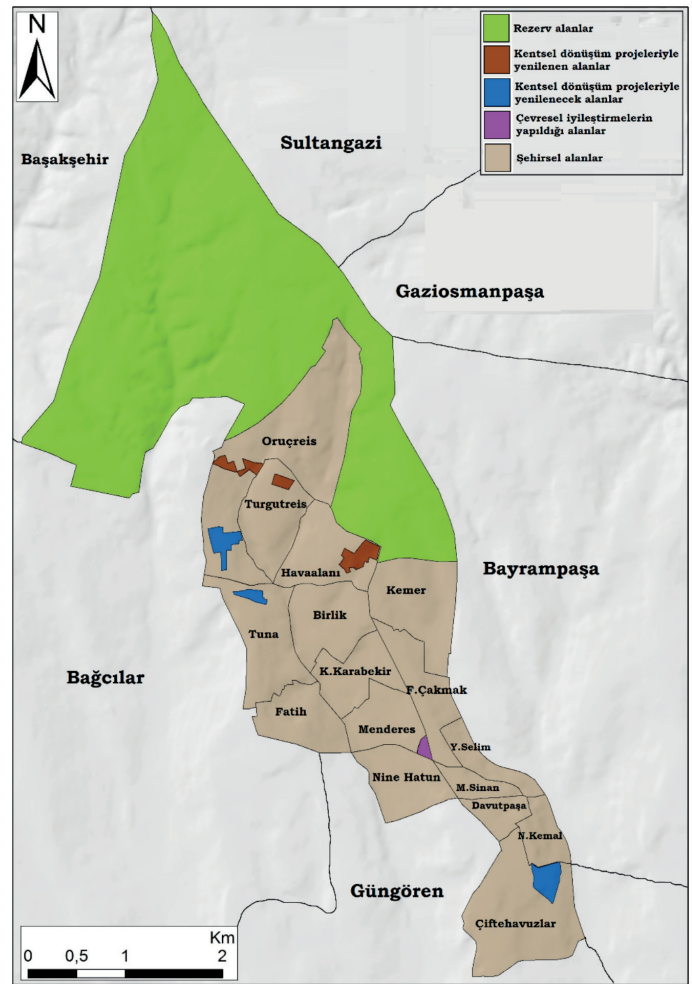 N
Rezerv alanlar
Kentsel dönüşüm projeleriyle
yenilenen alanlar
Kentsel dönüşüm projeleriyle
yenilenecek alanlar
Çevresel iyileştirmelerin
yapıldığı alanlar
Şehirsel alanlar
Sultangazi
Başakşehir
Gaziosmanpaşa
Oruçreis
Turgutreis
Havaalanı
Bayrampaşa
Kemer
Birlik
Tuna
K.Karabekir
Bağcılar
F.Çakmak
Fatih
Menderes
Y.Selim
Nine Hatun
M.Sinan
Davutpaşa
N.Kemal
Güngören
Çiftehavuzlar
Km
0 0,5 1 2